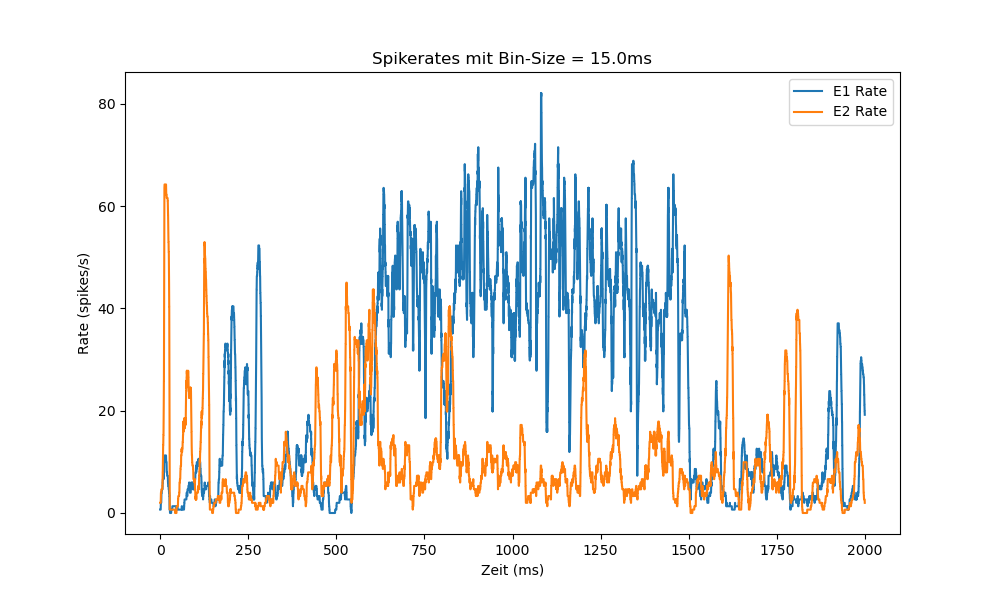 Spikerates mit Bin-Size = 15.0ms
E1 Rate
E2 Rate
Rate (spikes/s)
80
60
40
20
0
0 250 500 750 1000 1250 1500 1750 2000
Zeit (ms)